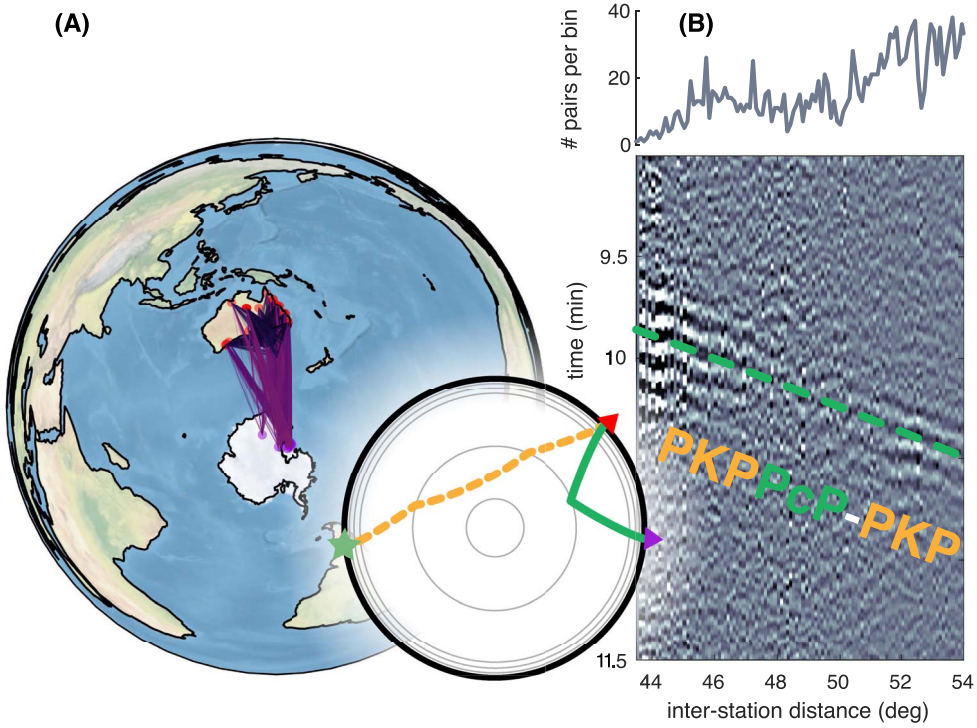 (A)
(B)
# pairs per bin
40
20
0
time (min)
9.5
10
11.5
PKPPcP-PKP
44
46
48
50
52
54
inter-station distance (deg)